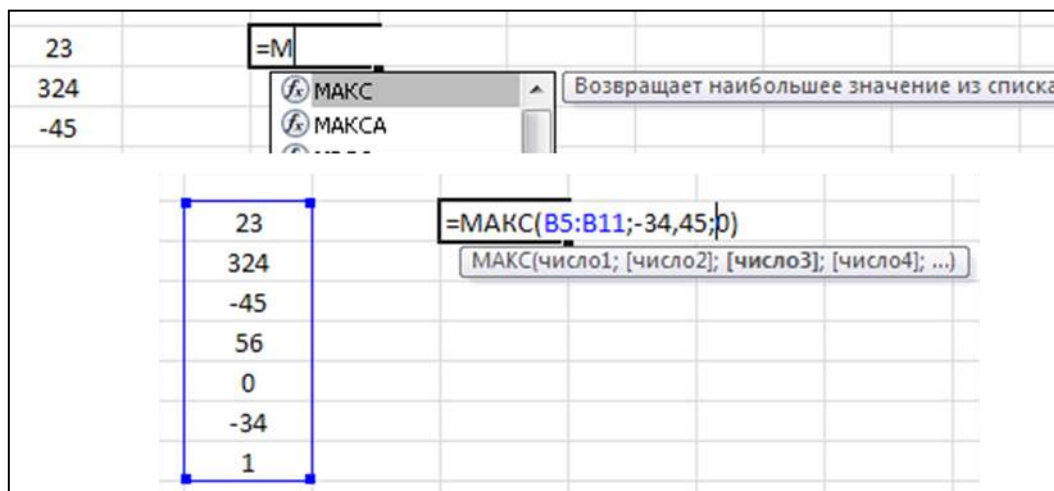 23 =М
324 МАКС Возвращает наибольшее значение из списка
-45 МАКСА
23 =МАКС(B5:B11;-34,45;0)
324 МАКС(число1; [число2]; [число3]; [число4]; ...)
-45
56
0
-34
1